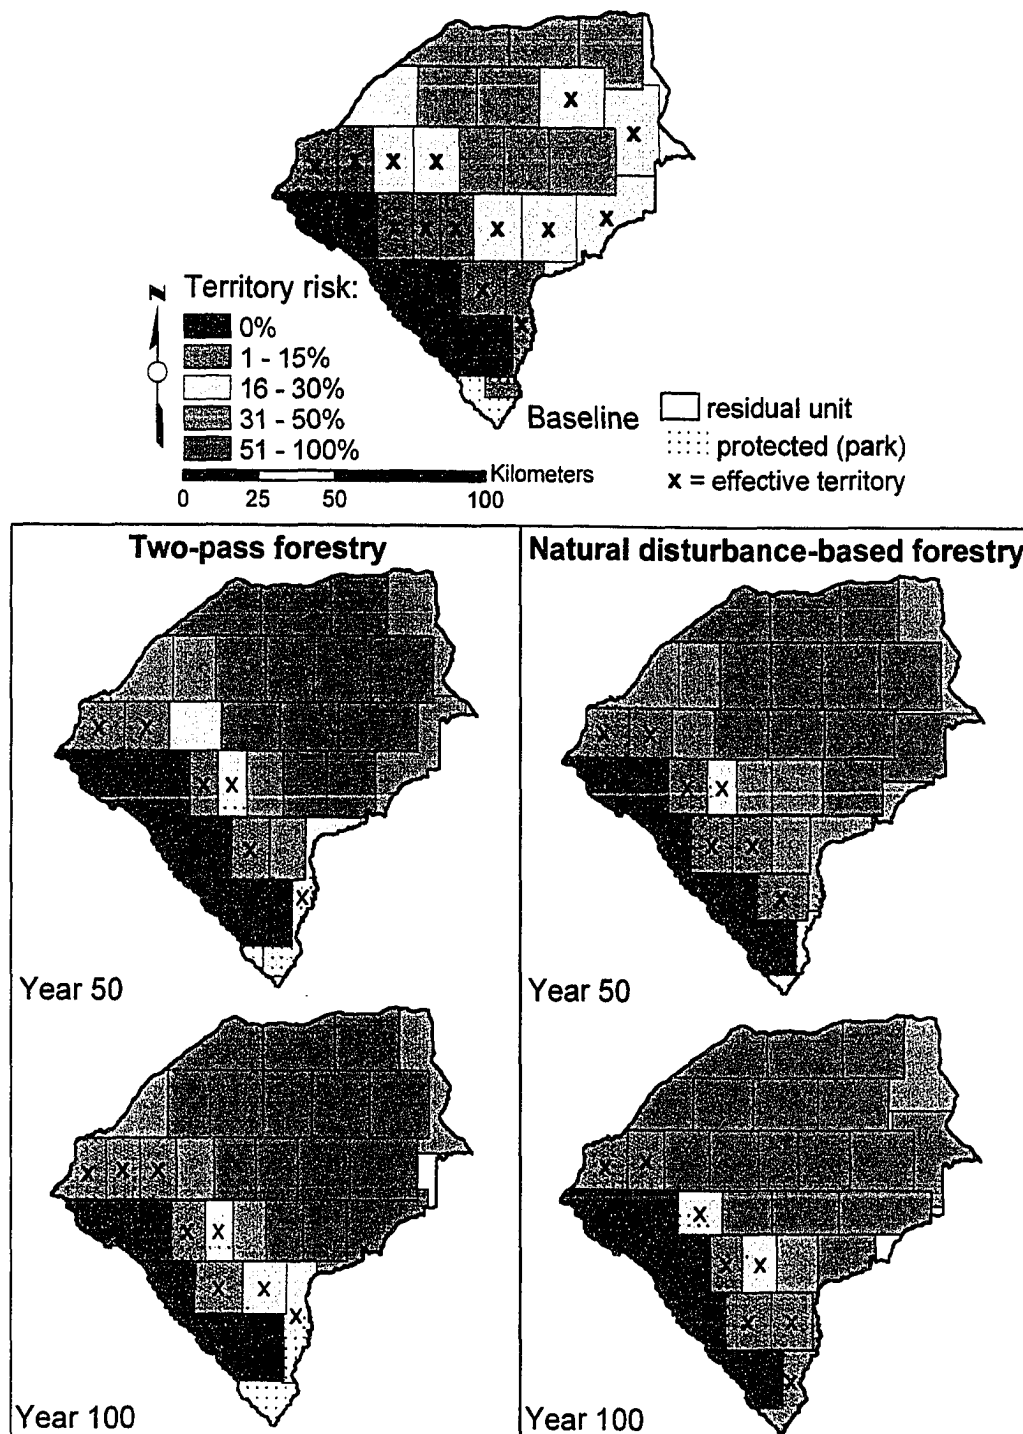 N
Territory risk:
0%
1 - 15%
16 - 30%
31 - 50%
51 - 100%
Kilometers
0 25 50 100
Baseline
residual unit
protected (park)
x = effective territory
Two-pass forestry
Natural disturbance-based forestry
Year 50
Year 50
Year 100
Year 100